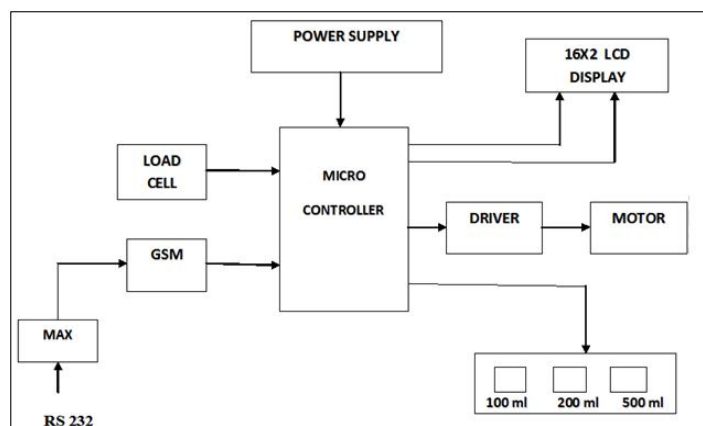 POWER SUPPLY
16X2 LCD
DISPLAY
LOAD
CELL
MICRO
CONTROLLER
DRIVER
MOTOR
GSM
MAX
RS 232
100 ml 200 ml 500 ml